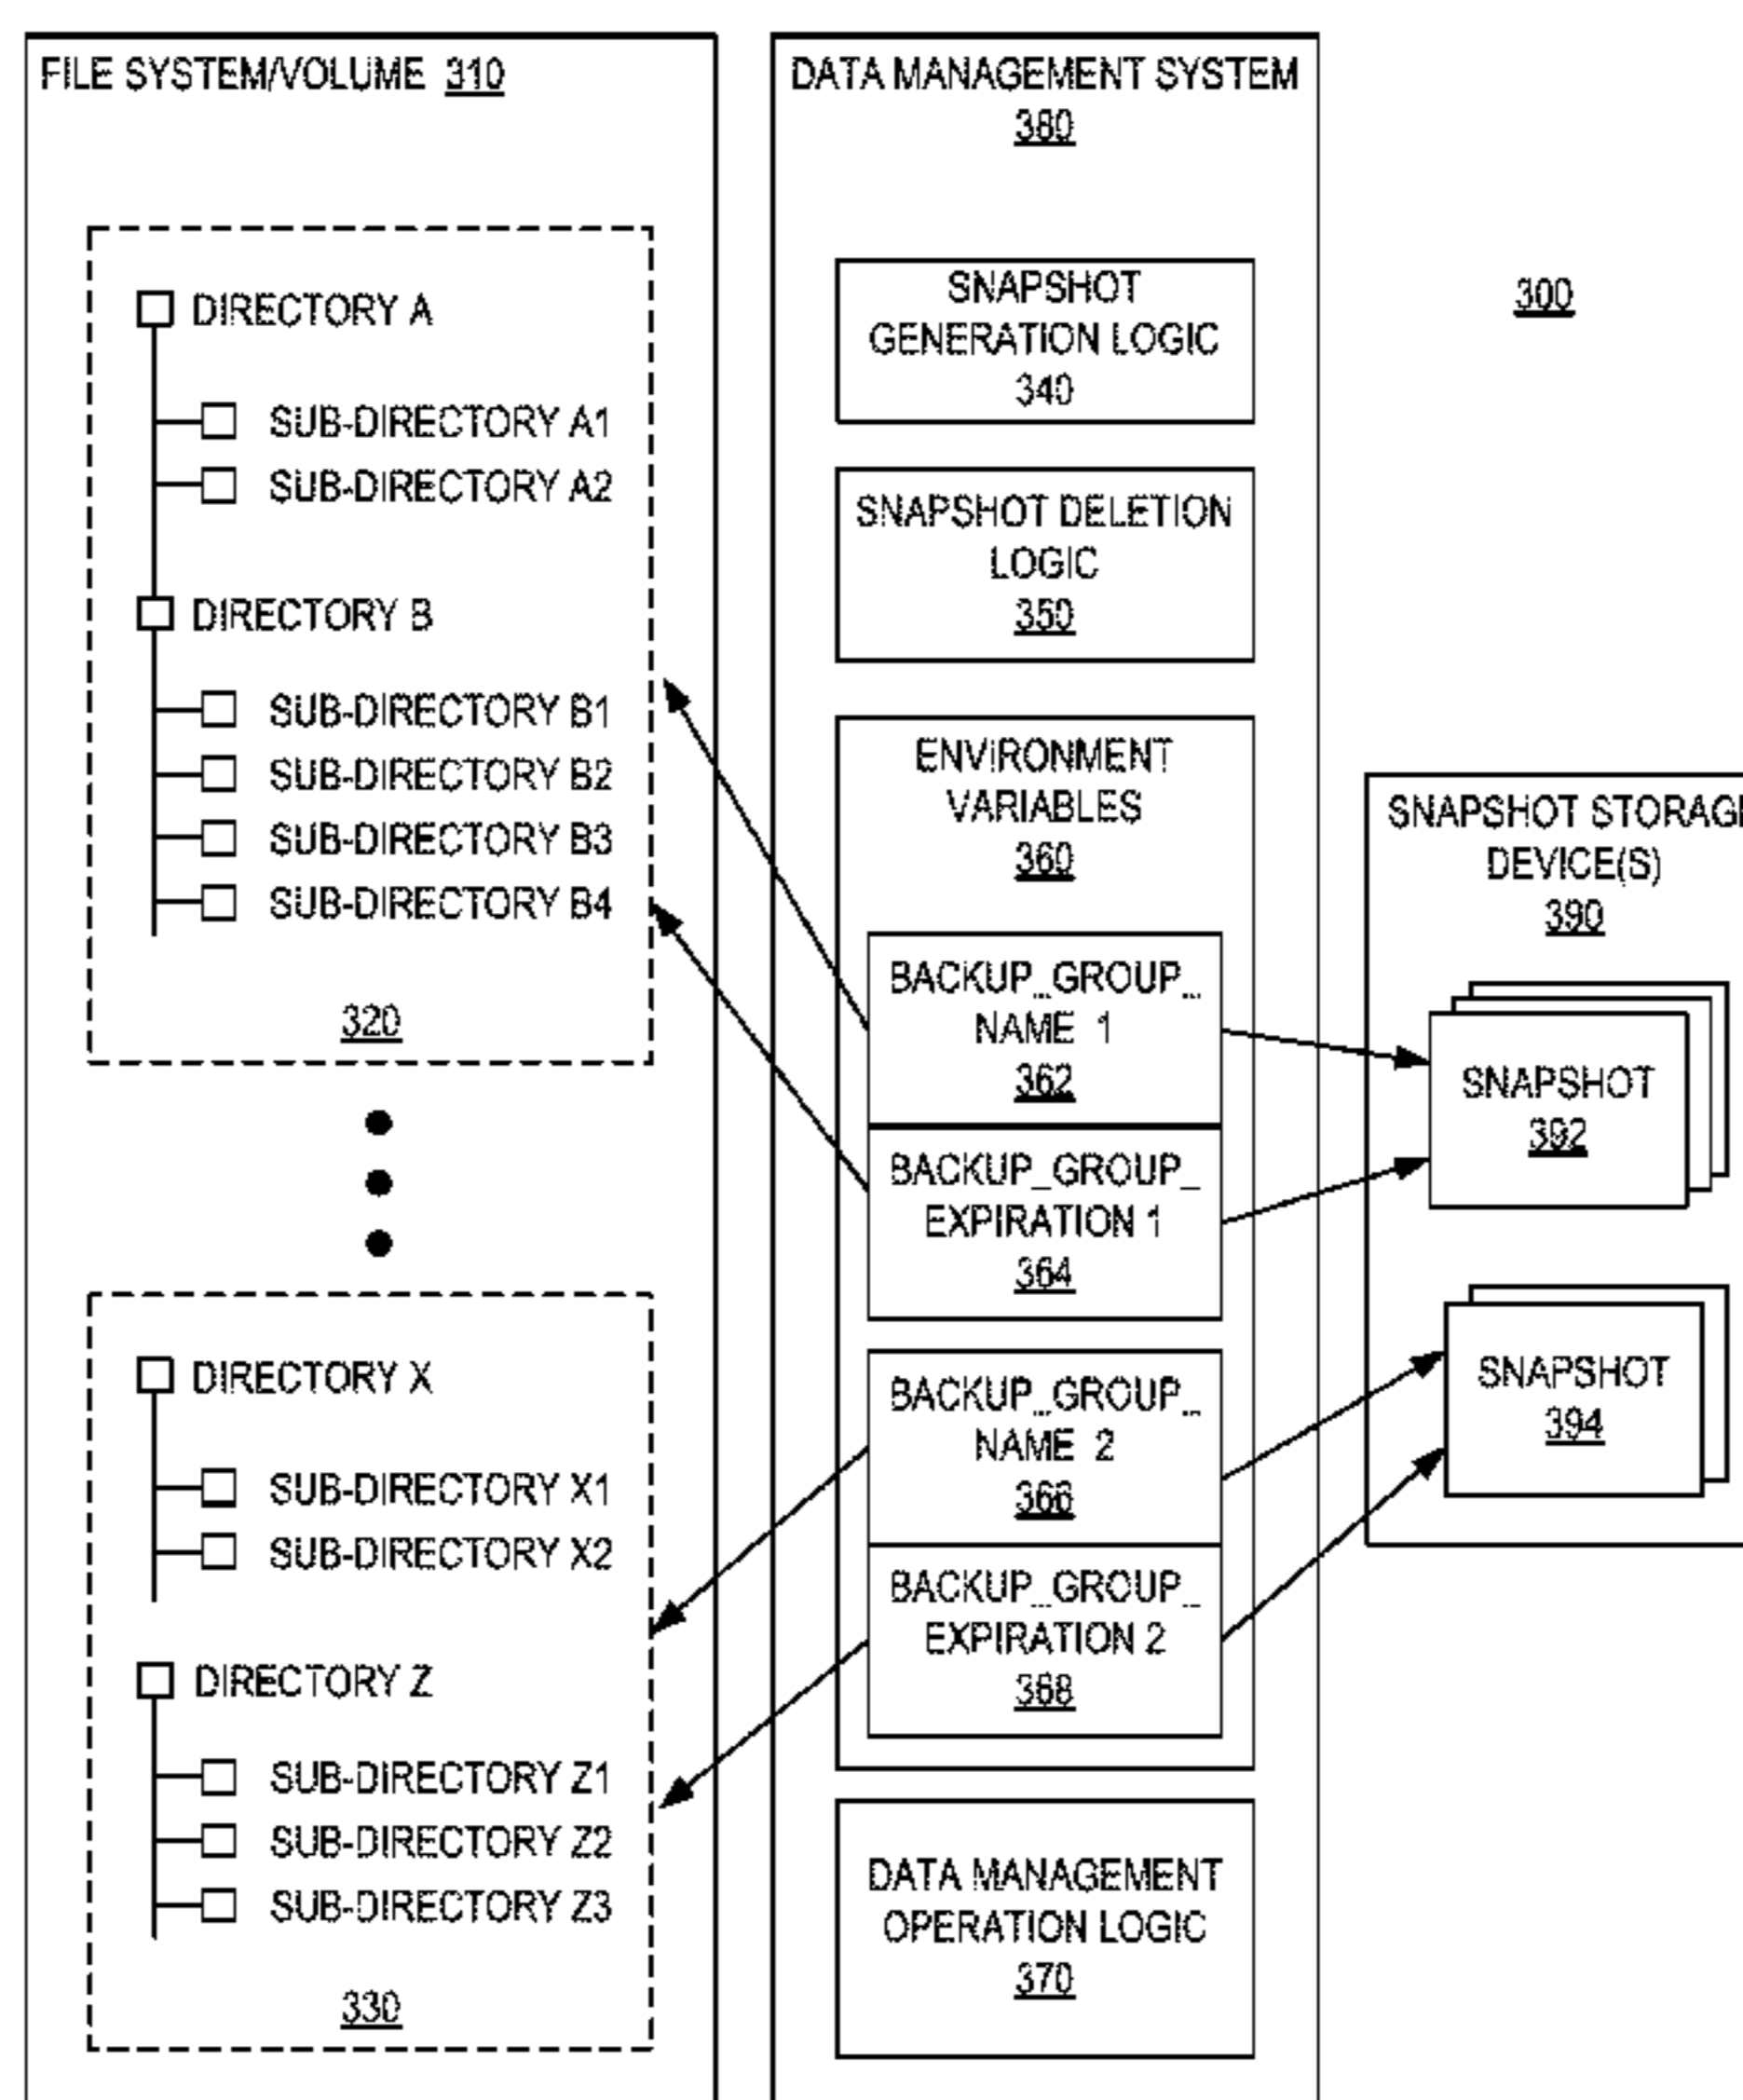 FILE SYSTEM/VOLUME 310
DIRECTORY A
SUB-DIRECTORY A1
SUB-DIRECTORY A2
DIRECTORY B
SUB-DIRECTORY B1
SUB-DIRECTORY B2
SUB-DIRECTORY B3
SUB-DIRECTORY B4
320
DIRECTORY X
SUB-DIRECTORY X1
SUB-DIRECTORY X2
DIRECTORY Z
SUB-DIRECTORY Z1
SUB-DIRECTORY Z2
SUB-DIRECTORY Z3
330
DATA MANAGEMENT SYSTEM
380
SNAPSHOT
GENERATION LOGIC
340
SNAPSHOT DELETION
LOGIC
350
ENVIRONMENT
VARIABLES
360
BACKUP_GROUP_
NAME 1
362
BACKUP_GROUP_
EXPIRATION 1
364
BACKUP_GROUP_
NAME 2
366
BACKUP_GROUP_
EXPIRATION 2
368
DATA MANAGEMENT
OPERATION LOGIC
370
300
SNAPSHOT STORAGE
DEVICE(S)
390
SNAPSHOT
392
SNAPSHOT
394